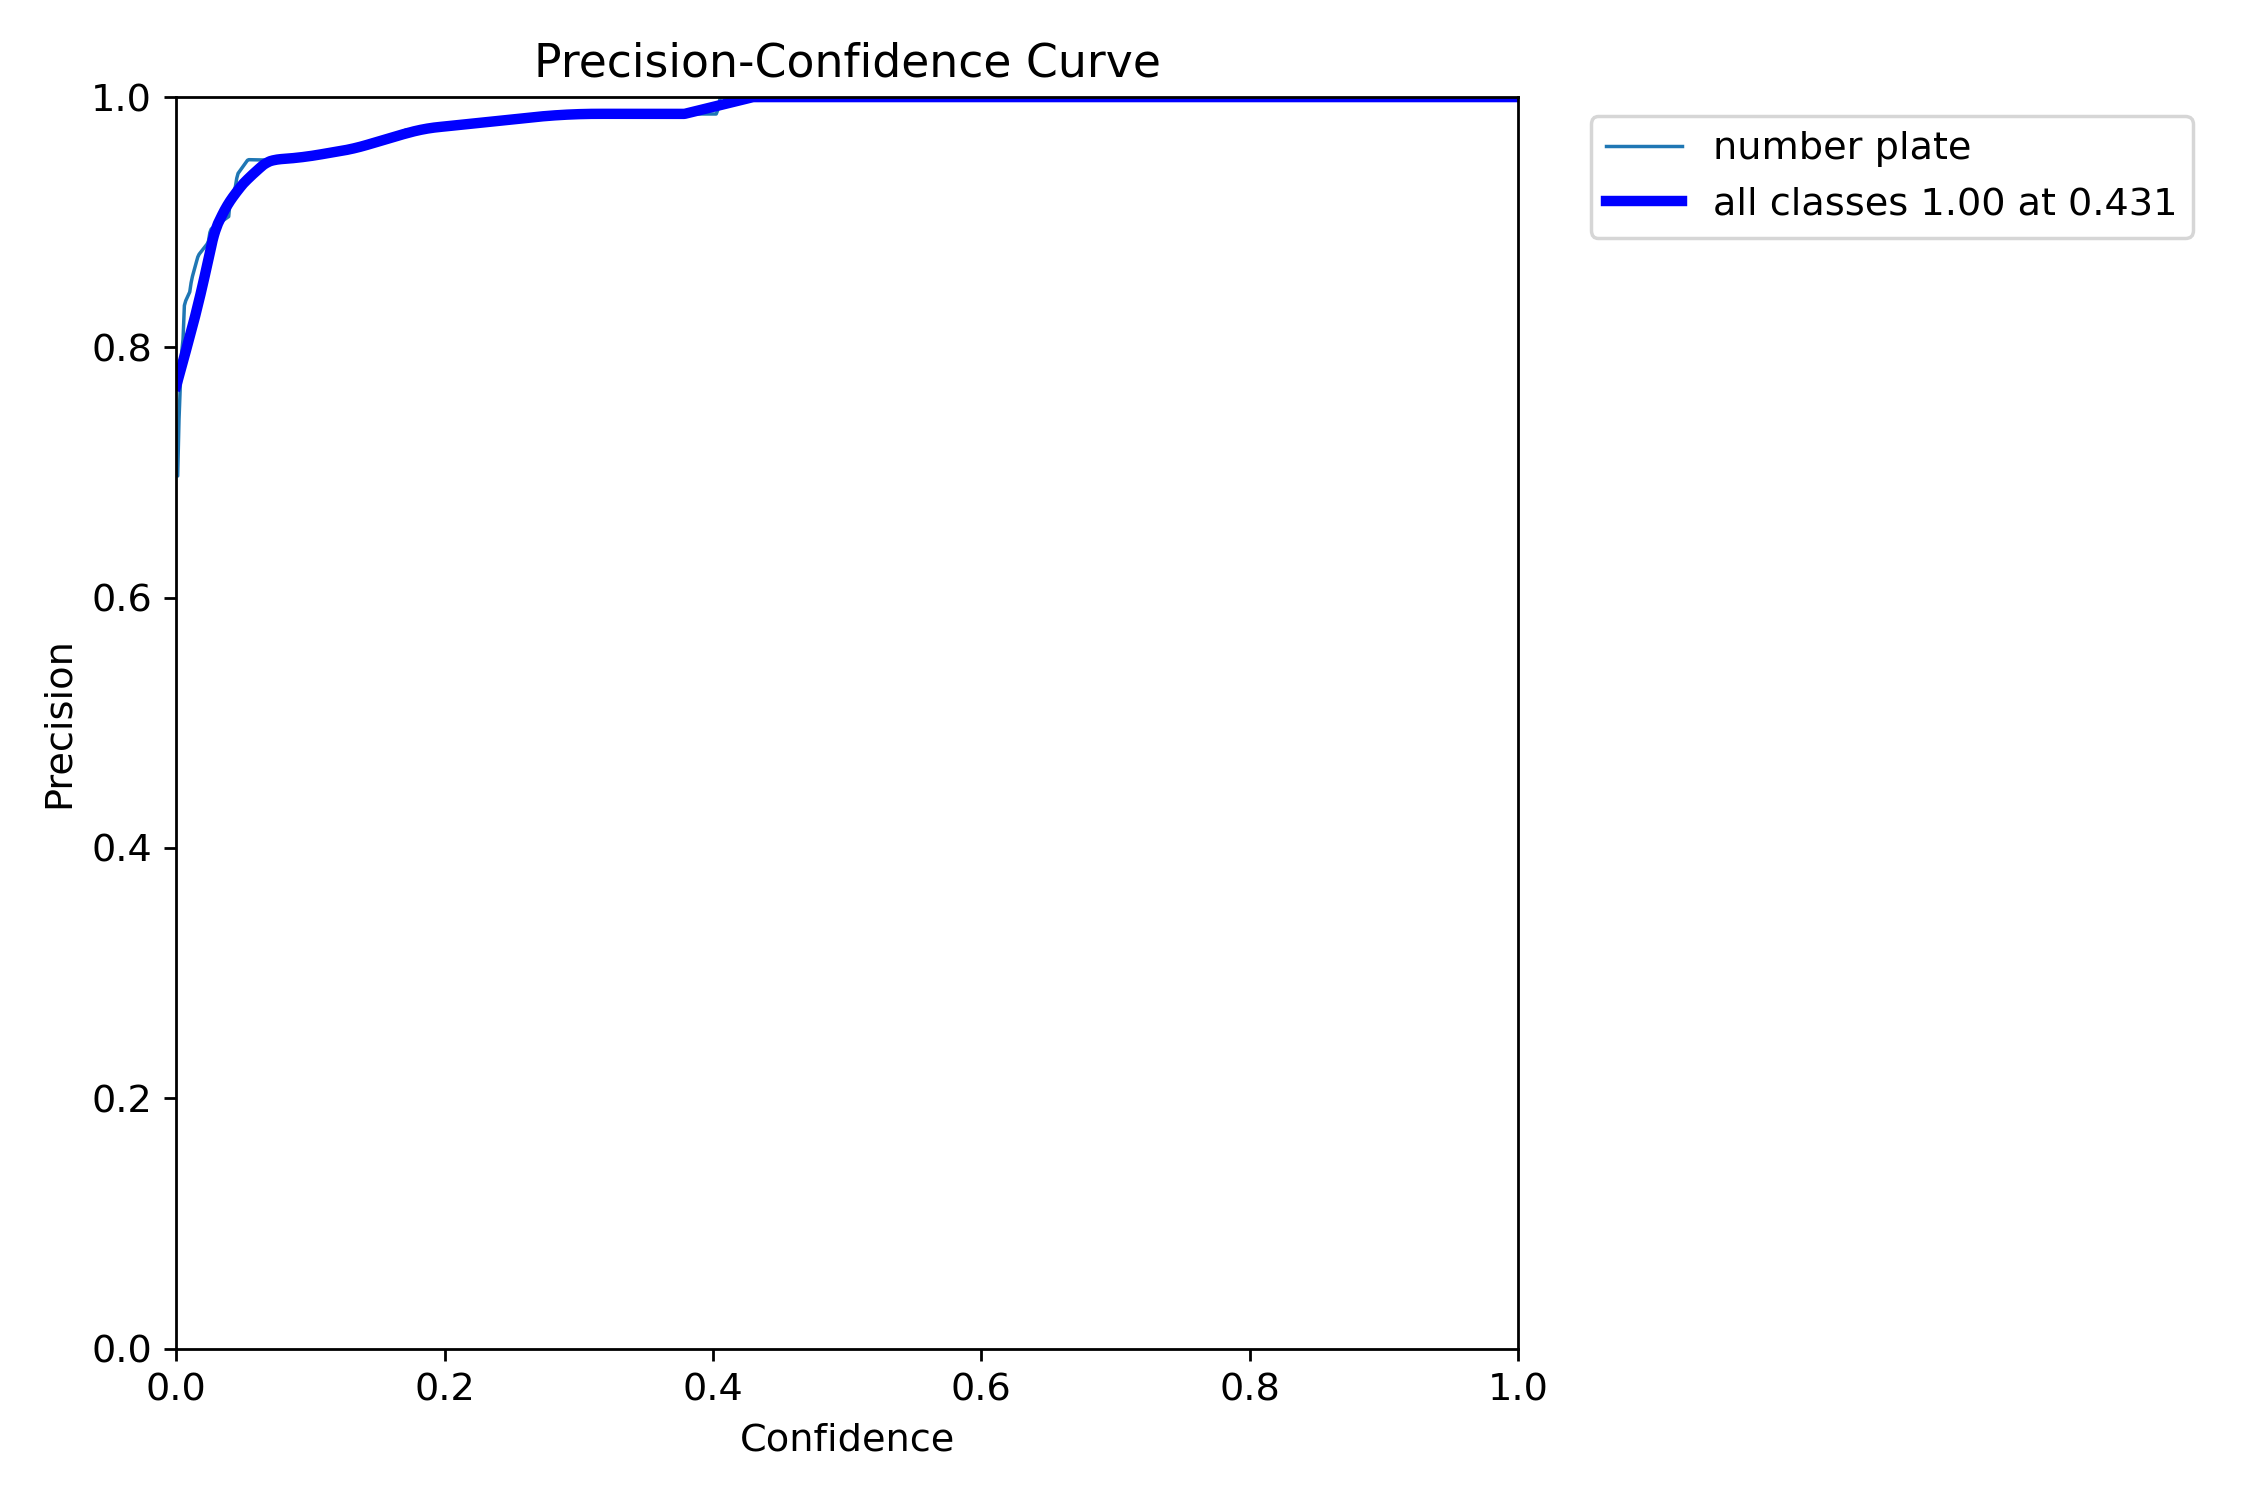 Precision-Confidence Curve
1.0
0.8
0.6
0.4
0.2
0.0
Precision
0.0 0.2 0.4 0.6 0.8 1.0
Confidence
number plate
all classes 1.00 at 0.431